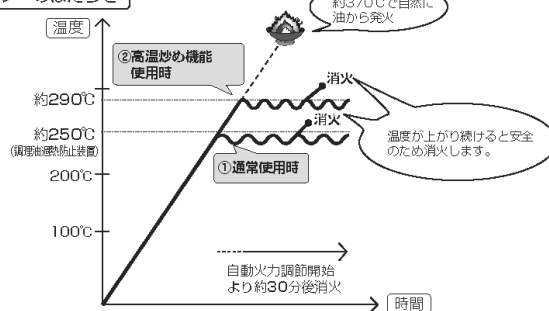 約370℃で自然に
油から発火
温度
②高温炒め機能
使用時
消火
約290℃
消火
約250℃
(調理油過熱防止装置)
温度が上がり続けると安全
のため消火します。
①通常使用時
200℃
100℃
自動火力調節開始
より約30分後消火
時間